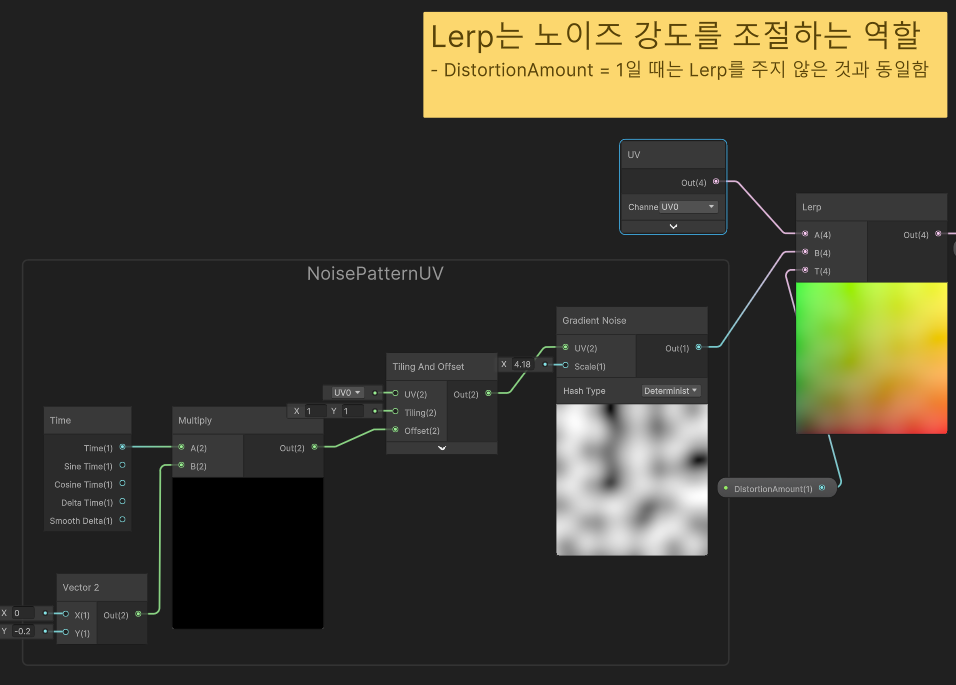 Lerp는 노이즈 강도를 조절하는 역할
- DistortionAmount = 1일 때는 Lerp를 주지 않은 것과 동일함
UV
Out(4)
Channe UV0
Lerp
A(4) Out(4)
B(4)
T(4)
NoisePatternUV
Gradient Noise
UV(2) Out(1)
X 4.18 Scale(1)
Hash Type Determinist
Tiling And Offset
UV0 UV(2) Out(2)
X 1 Y 1 Tiling(2)
Offset(2)
Time
Time(1)
Sine Time(1)
Cosine Time(1)
Delta Time(1)
Smooth Delta(1)
Multiply
A(2) Out(2)
B(2)
DistortionAmount(1)
Vector 2
X 0 X(1) Out(2)
Y -0.2 Y(1)